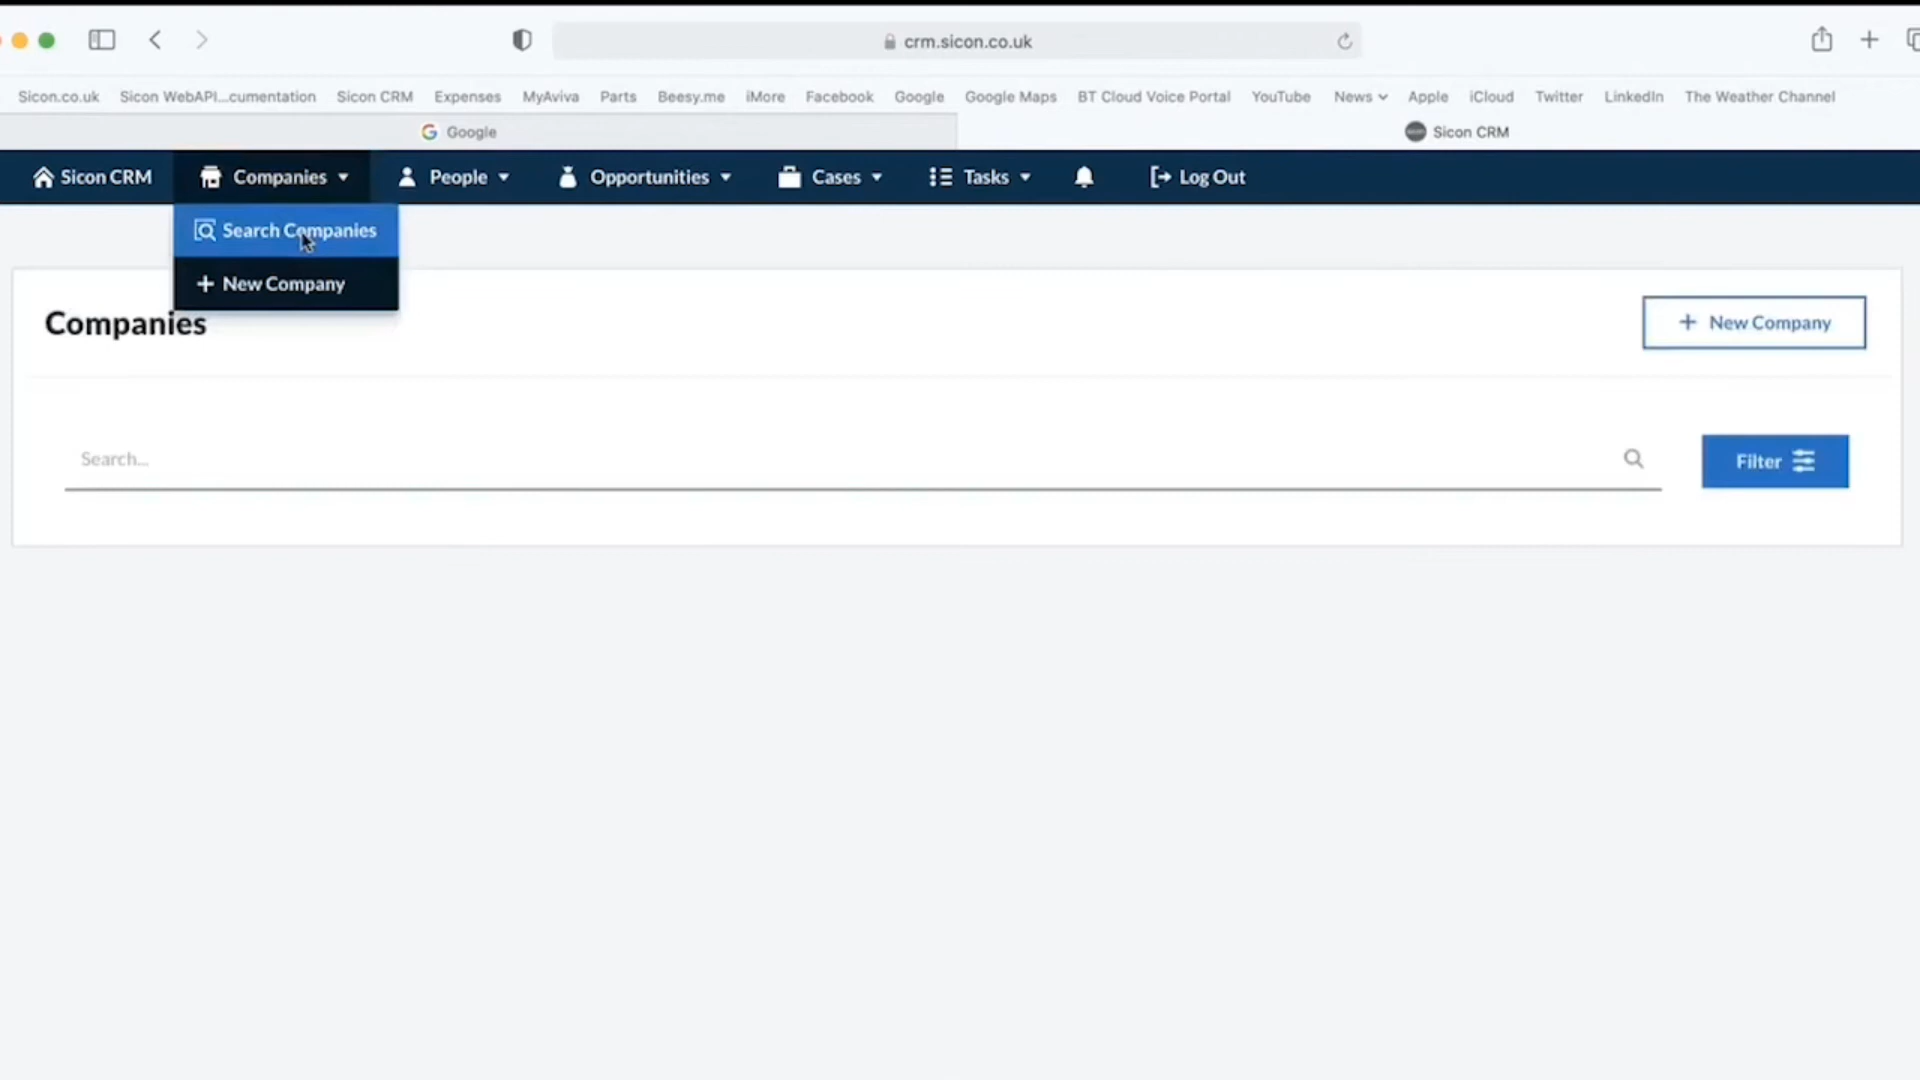 crm.sicon.co.uk
Sicon.co.uk Sicon WebAPI...cumentation Sicon CRM Expenses MyAviva Parts Beesy.me iMore Facebook Google Google Maps BT Cloud Voice Portal YouTube News Apple iCloud Twitter LinkedIn The Weather Channel
Google Sicon CRM
Sicon CRM Companies People Opportunities Cases Tasks Log Out
Search Companies
New Company
Companies
+ New Company
Search...
Filter